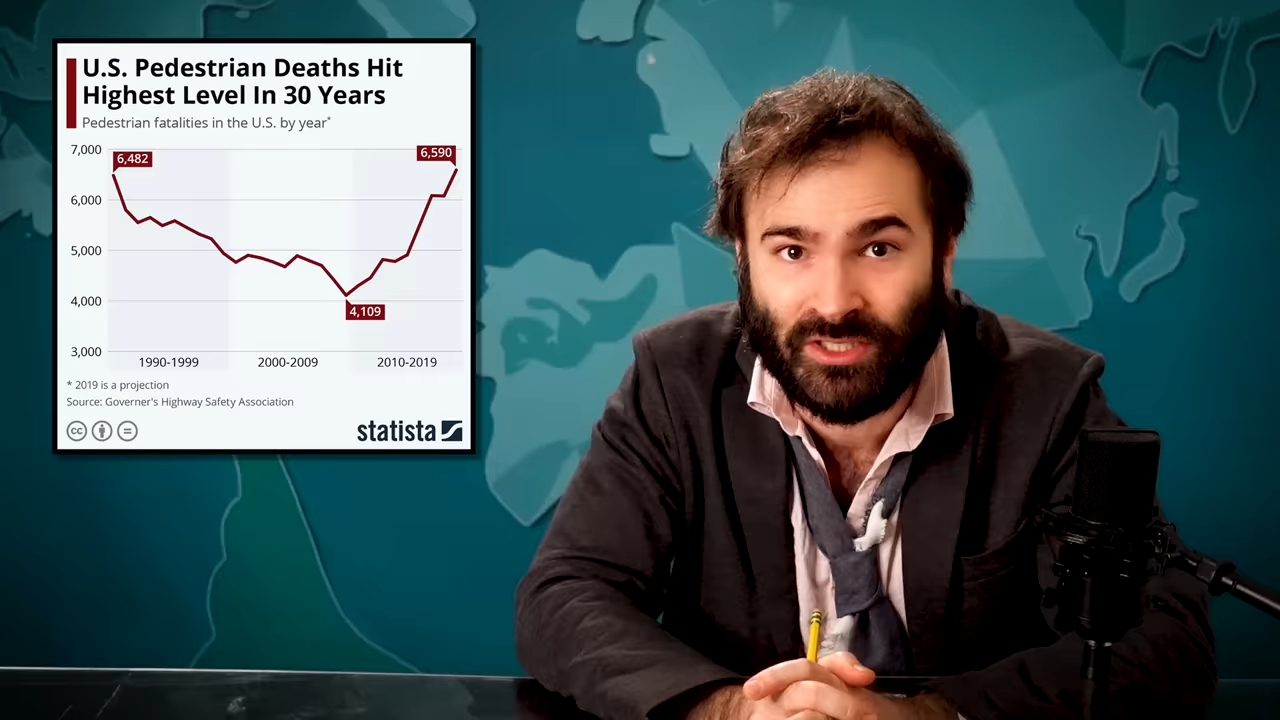 U.S. Pedestrian Deaths Hit
Highest Level In 30 Years
Pedestrian fatalities in the U.S. by year*
7,000
6,482
6,590
6,000
5,000
4,000
4,109
3,000
1990-1999 2000-2009 2010-2019
* 2019 is a projection
Source: Governer's Highway Safety Association
cc
statista